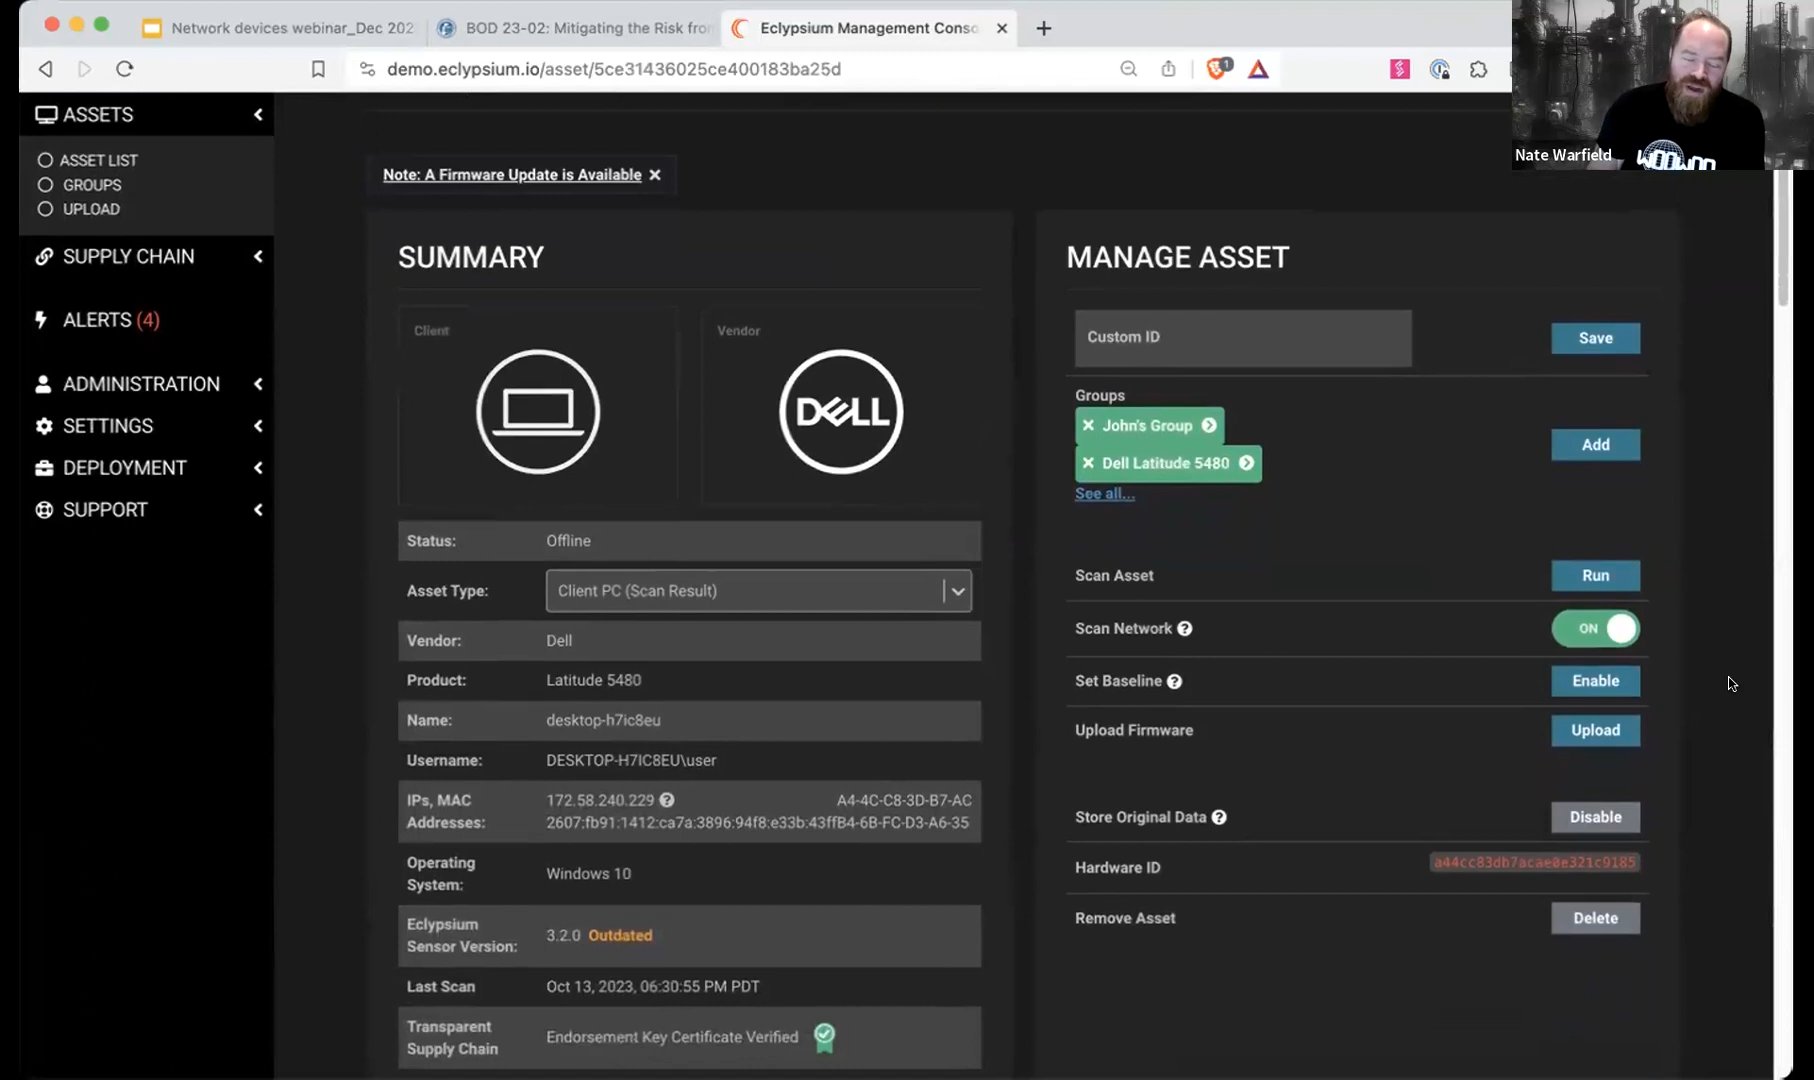 Network devices webinar_Dec 202
BOD 23-02: Mitigating the Risk fror
Eclypsium Management Conso
demo.eclypsium.io/asset/5ce31436025ce400183ba25d
1
Nate Warfield
WOOWOO
ASSETS
ASSET LIST
GROUPS
UPLOAD
SUPPLY CHAIN
ALERTS (4)
ADMINISTRATION
SETTINGS
DEPLOYMENT
SUPPORT
Note: A Firmware Update is Available
SUMMARY
Client
Vendor
DELL
Status: Offline
Asset Type: Client PC (Scan Result)
Vendor: Dell
Product: Latitude 5480
Name: desktop-h7ic8eu
Username: DESKTOP-H7IC8EU\user
IPs, MAC 172.58.240.229 A4-4C-C8-3D-B7-AC
Addresses: 2607:fb91:1412:ca7a:3896:94f8:e33b:43ffB4-6B-FC-D3-A6-35
Operating
System: Windows 10
Eclypsium
Sensor Version: 3.2.0 Outdated
Last Scan Oct 13, 2023, 06:30:55 PM PDT
Transparent
Supply Chain Endorsement Key Certificate Verified
MANAGE ASSET
Custom ID Save
Groups
John's Group
Dell Latitude 5480
Add
See all...
Scan Asset Run
Scan Network ON
Set Baseline Enable
Upload Firmware Upload
Store Original Data Disable
Hardware ID a44cc83db7acae0e321c9185
Remove Asset Delete